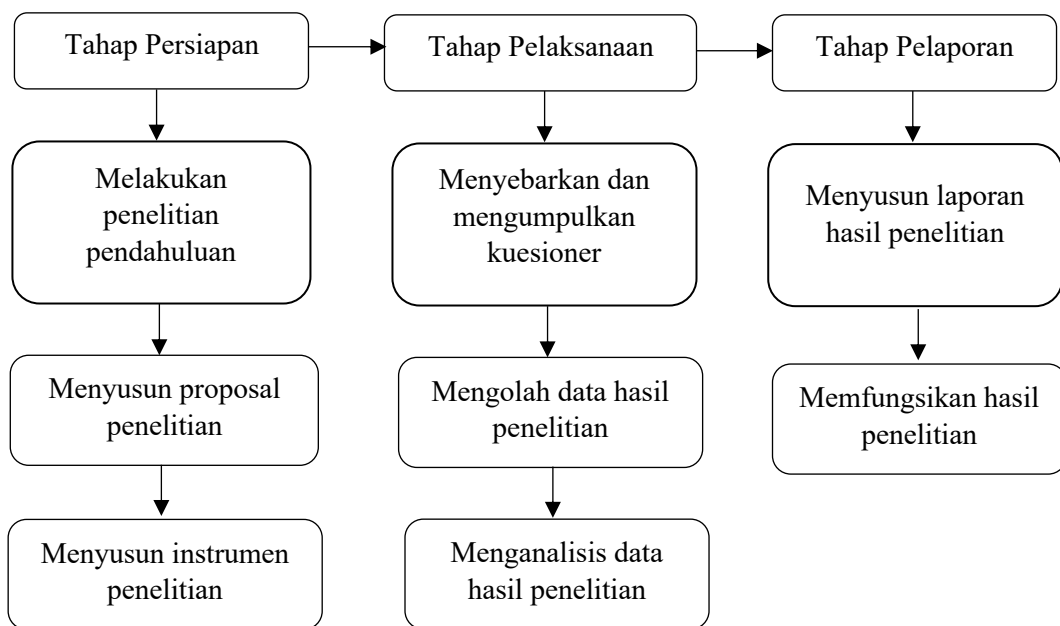 Tahap Persiapan
Tahap Pelaksanaan
Tahap Pelaporan
Melakukan
penelitian
pendahuluan
Menyebarkan dan
mengumpulkan
kuesioner
Menyusun laporan
hasil penelitian
Menyusun proposal
penelitian
Mengolah data hasil
penelitian
Memfungsikan hasil
penelitian
Menyusun instrumen
penelitian
Menganalisis data
hasil penelitian